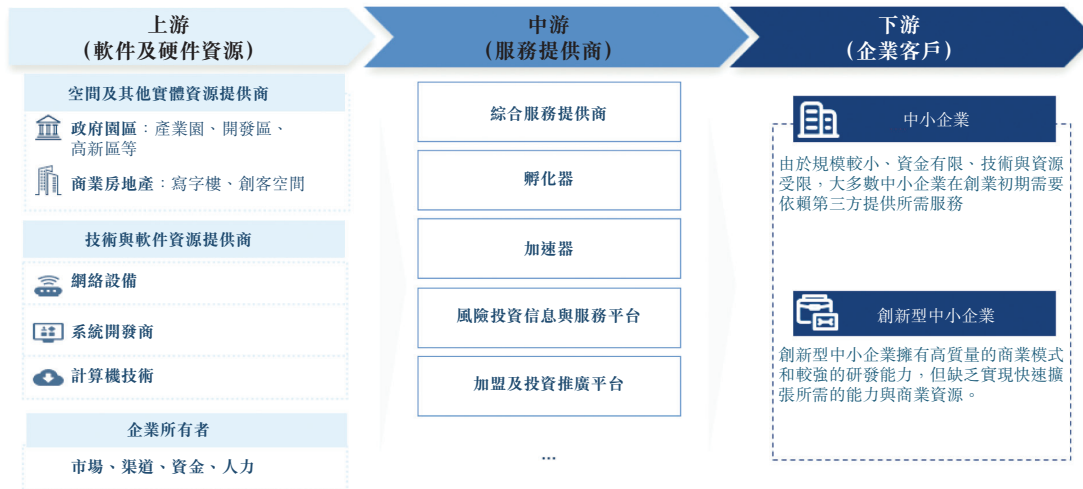 上游
（軟件及硬件資源）
中游
（服務提供商）
下游
（企業客戶）
空間及其他實體資源提供商
政府園區：產業園、開發區、
高新區等
商業房地產：寫字樓、創客空間
技術與軟件資源提供商
網絡設備
系統開發商
計算機技術
企業所有者
市場、渠道、資金、人力
綜合服務提供商
孵化器
加速器
風險投資信息與服務平台
加盟及投資推廣平台
...
中小企業
由於規模較小、資金有限、技術與資源
受限，大多數中小企業在創業初期需要
依賴第三方提供所需服務
創新型中小企業
創新型中小企業擁有高質量的商業模式
和較強的研發能力，但缺乏實現快速擴
張所需的能力與商業資源。